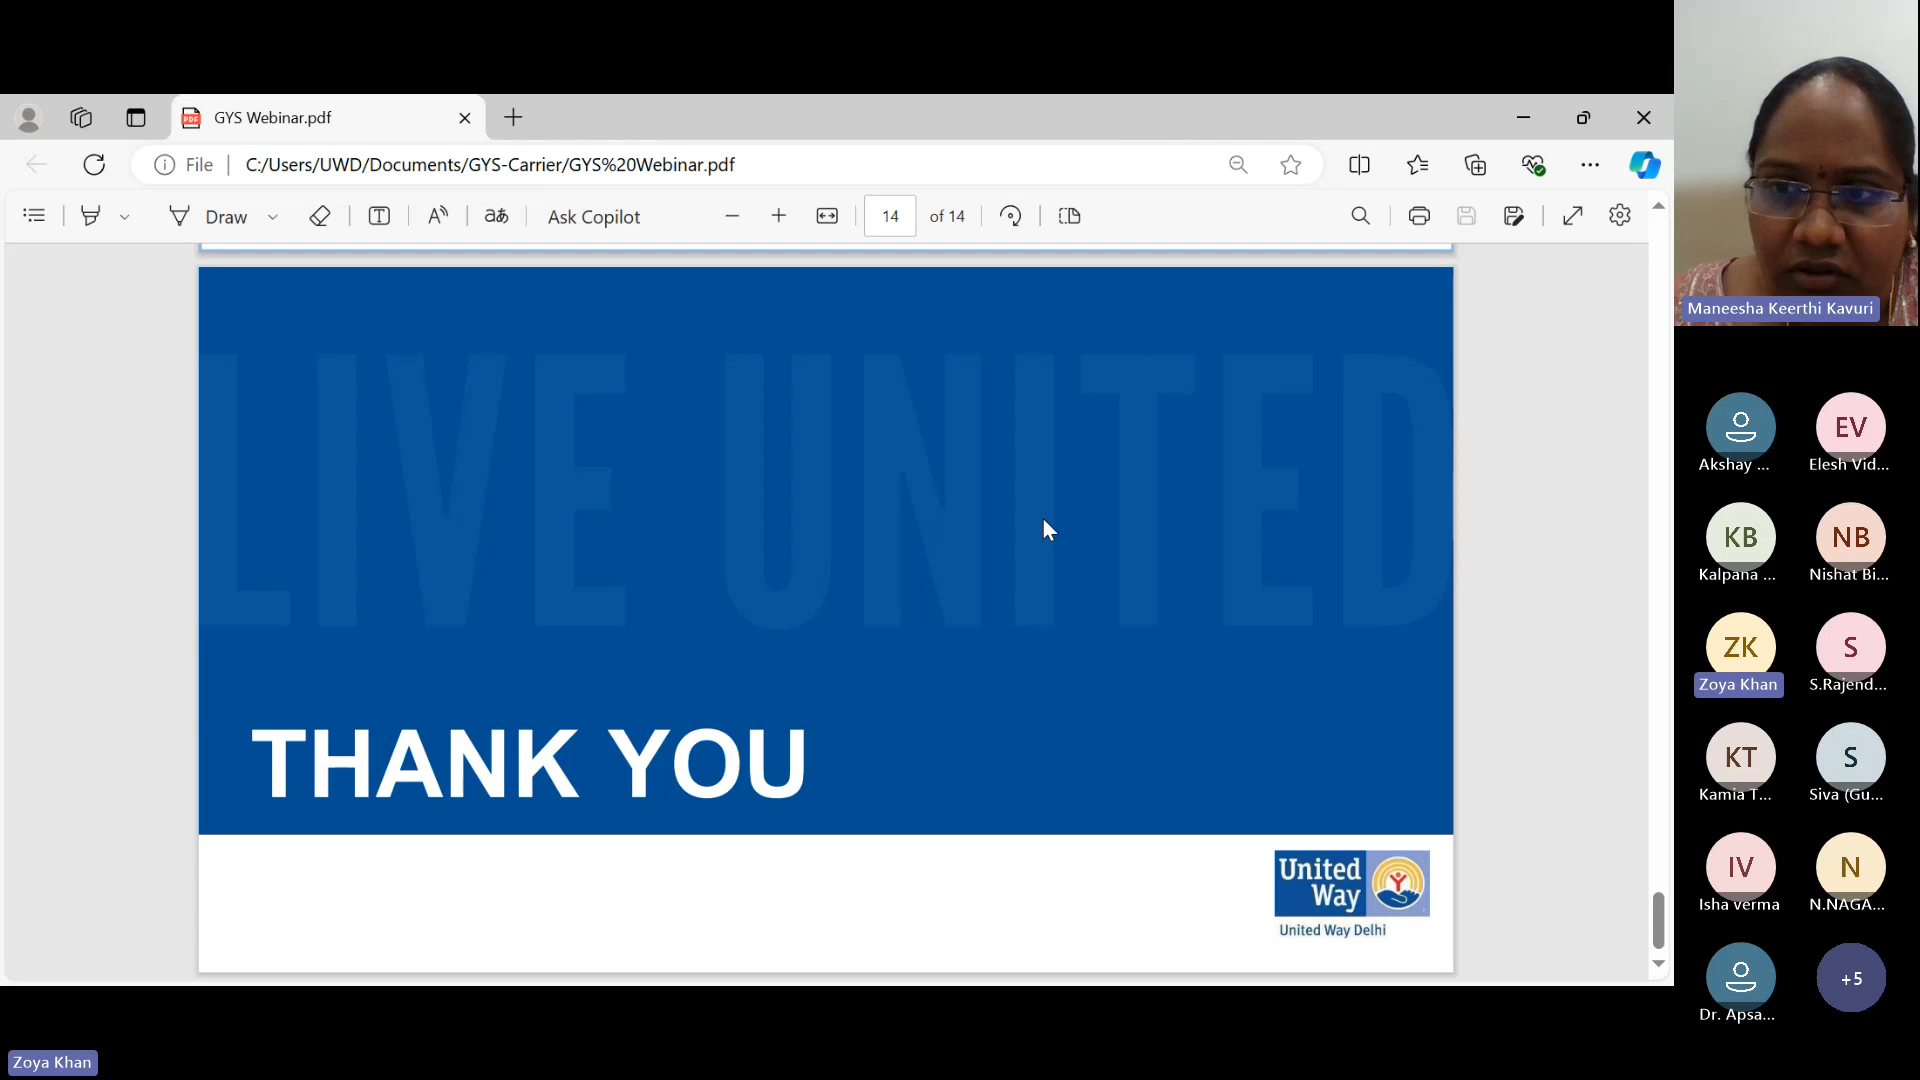 GYS Webinar.pdf
File
C:/Users/UWD/Documents/GYS-Carrier/GYS%20Webinar.pdf
Draw
Ask Copilot
14 of 14
LIVE UNITED
THANK YOU
United Way
United Way Delhi
Maneesha Keerthi Kavuri
EV
Akshay ...
Elesh Vid...
KB
NB
Kalpana ...
Nishat Bi...
ZK
S
Zoya Khan
S.Rajend...
KT
S
Kamia T...
Siva (Gu...
IV
N
Isha verma
N.NAGA...
+5
Dr. Apsa...
Zoya Khan